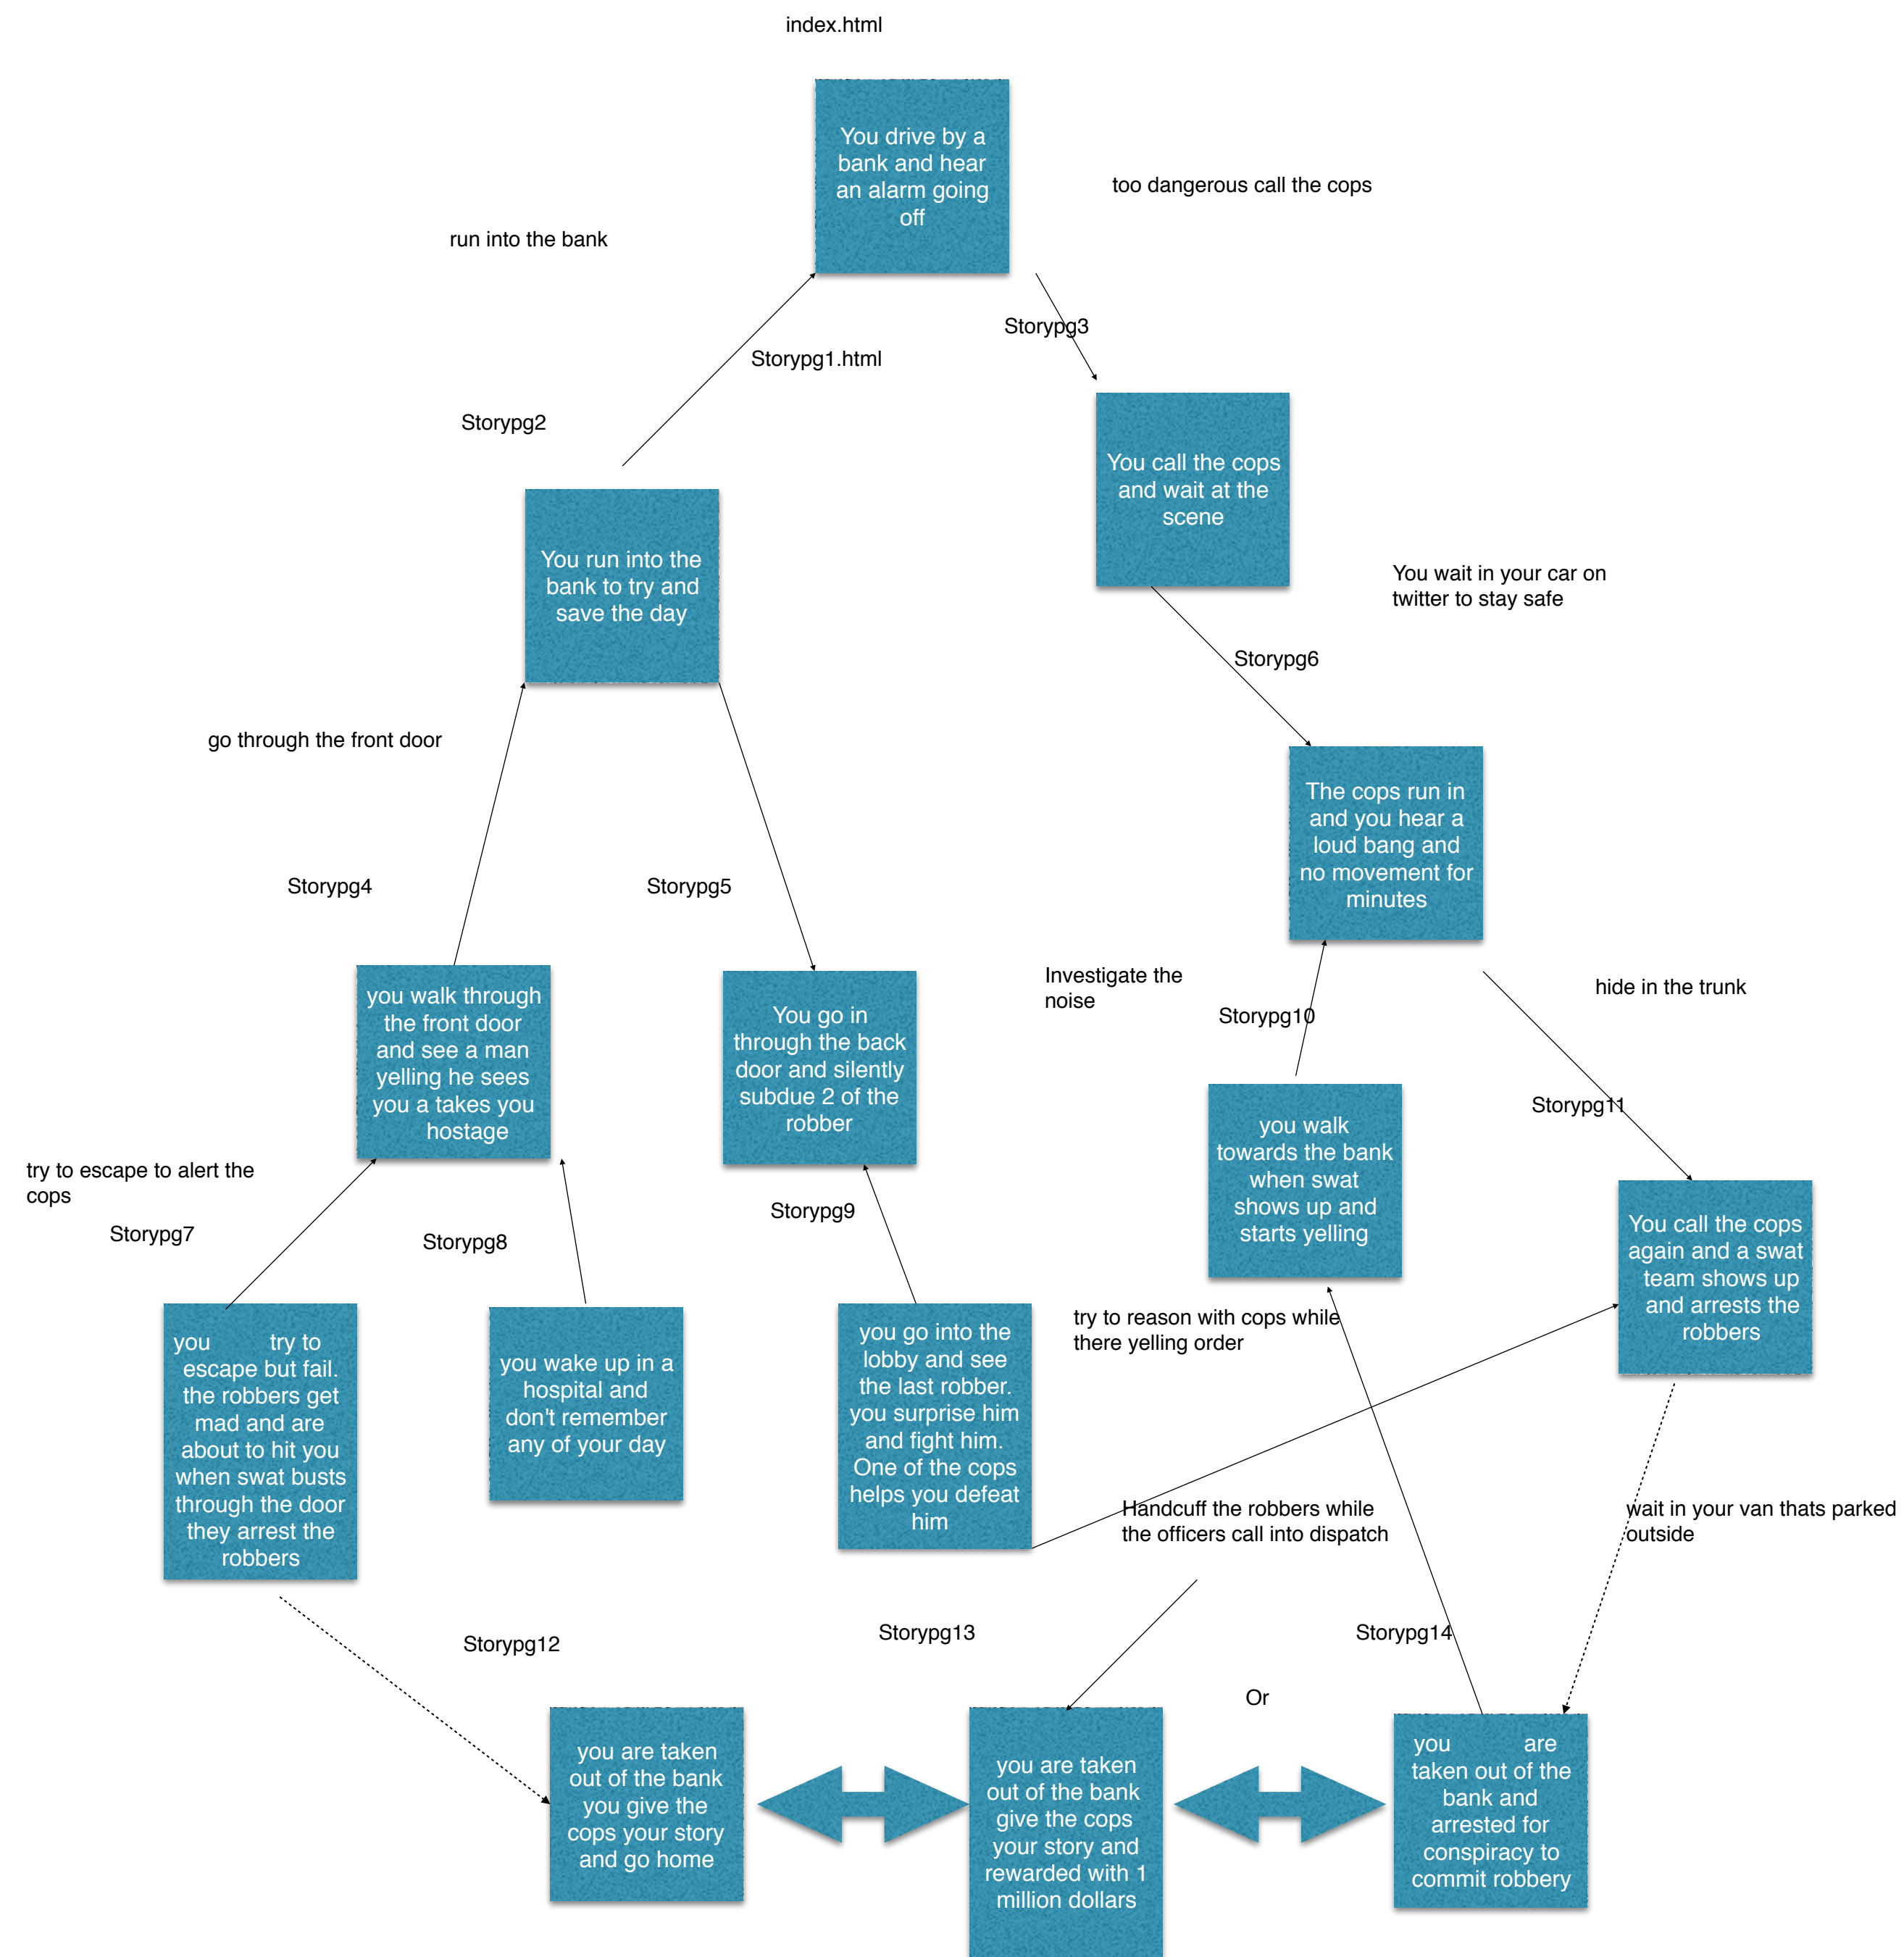 index.html
You drive by a
bank and hear
an alarm going
off
too dangerous call the cops
run into the bank
Storypg3
Storypg1.html
Storypg2
You call the cops
and wait at the
scene
You run into the
bank to try and
save the day
You wait in your car on
twitter to stay safe
Storypg6
go through the front door
The cops run in
and you hear a
loud bang and
no movement for
minutes
Storypg4
Storypg5
Investigate the
noise
hide in the trunk
Storypg10
you walk through
the front door
and see a man
yelling he sees
you a takes you
hostage
You go in
through the back
door and silently
subdue 2 of the
robber
Storypg11
you walk
towards the bank
when swat
shows up and
starts yelling
try to escape to alert the
cops
Storypg7
Storypg8
Storypg9
You call the cops
again and a swat
team shows up
and arrests the
robbers
try to reason with cops while
there yelling order
you try to
escape but fail.
the robbers get
mad and are
about to hit you
when swat busts
through the door
they arrest the
robbers
you wake up in a
hospital and
don't remember
any of your day
you go into the
lobby and see
the last robber.
you surprise him
and fight him.
One of the cops
helps you defeat
him
Handcuff the robbers while
the officers call into dispatch
wait in your van thats parked
outside
Storypg12
Storypg13
Storypg14
Or
you are taken
out of the bank
you give the
cops your story
and go home
you are taken
out of the bank
give the cops
your story and
rewarded with 1
million dollars
you are
taken out of the
bank and
arrested for
conspiracy to
commit robbery